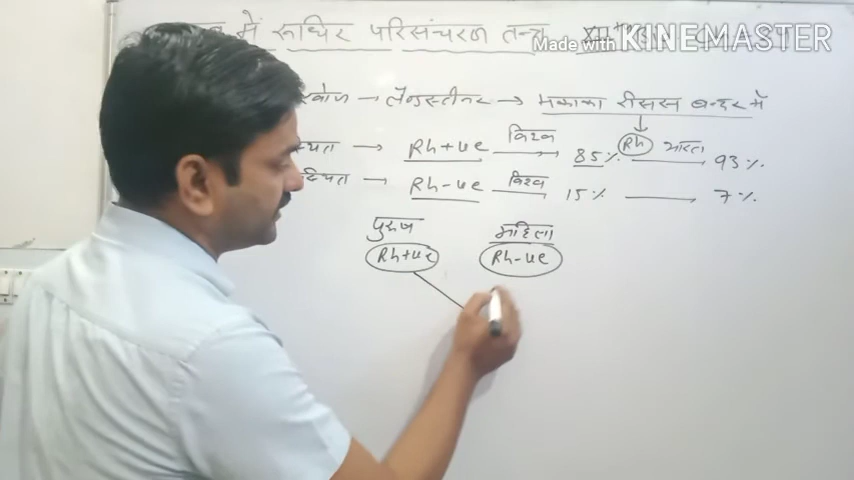 में रूधिर परिसंचरण तन्त्र
Made with KINEMASTER
खोज → लैण्डस्टीनर → मकाका रीसस बन्दर में
Rh
Rh+ve विश्व 85% भारत 93%
Rh-ve विश्व 15% 7%
पुरुष महिला
Rh+ve Rh-ve